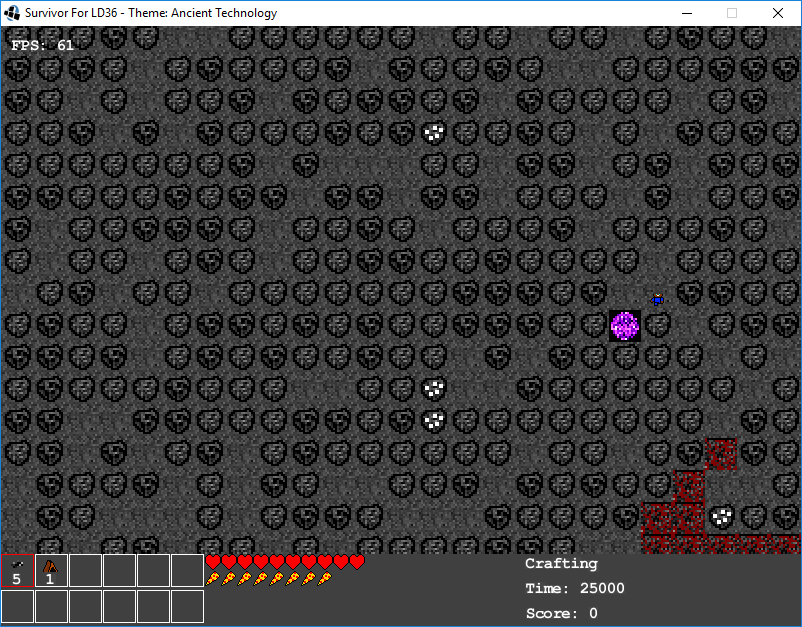 Survivor For LD36 - Theme: Ancient Technology
FPS: 61
5
1
Crafting
Time: 25000
Score: 0